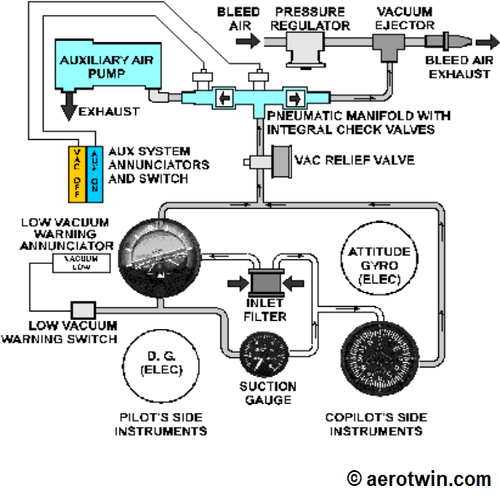 BLEED
AIR
PRESSURE
REGULATOR
VACUUM
EJECTOR
BLEED AIR
EXHAUST
AUXILIARY AIR
PUMP
EXHAUST
PNEUMATIC MANIFOLD WITH
INTEGRAL CHECK VALVES
VAC OFF
AUX ON
AUX SYSTEM
ANNUNCIATORS
AND SWITCH
VAC RELIEF VALVE
LOW VACUUM
WARNING
ANNUNCIATOR
VACUUM
LOW
ATTITUDE
GYRO
(ELEC)
INLET
FILTER
LOW VACUUM
WARNING SWITCH
D. G.
(ELEC)
SUCTION
GAUGE
PILOT'S SIDE
INSTRUMENTS
COPILOT'S SIDE
INSTRUMENTS
© aerotwin.com